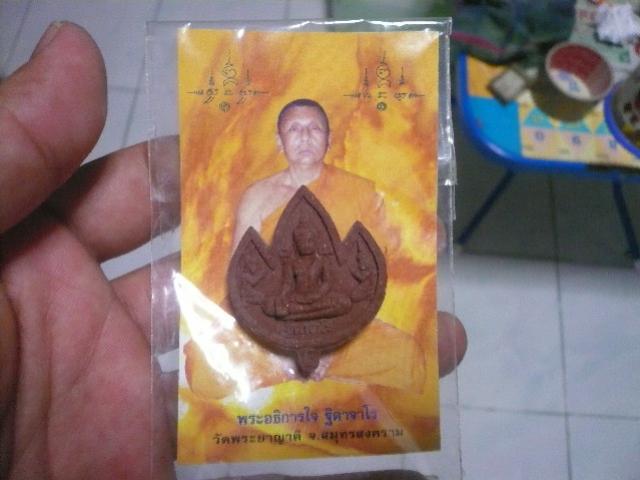 พระอธิการใจ ฐิตาจาโร
วัดพระยาญาติ จ.สมุทรสงคราม